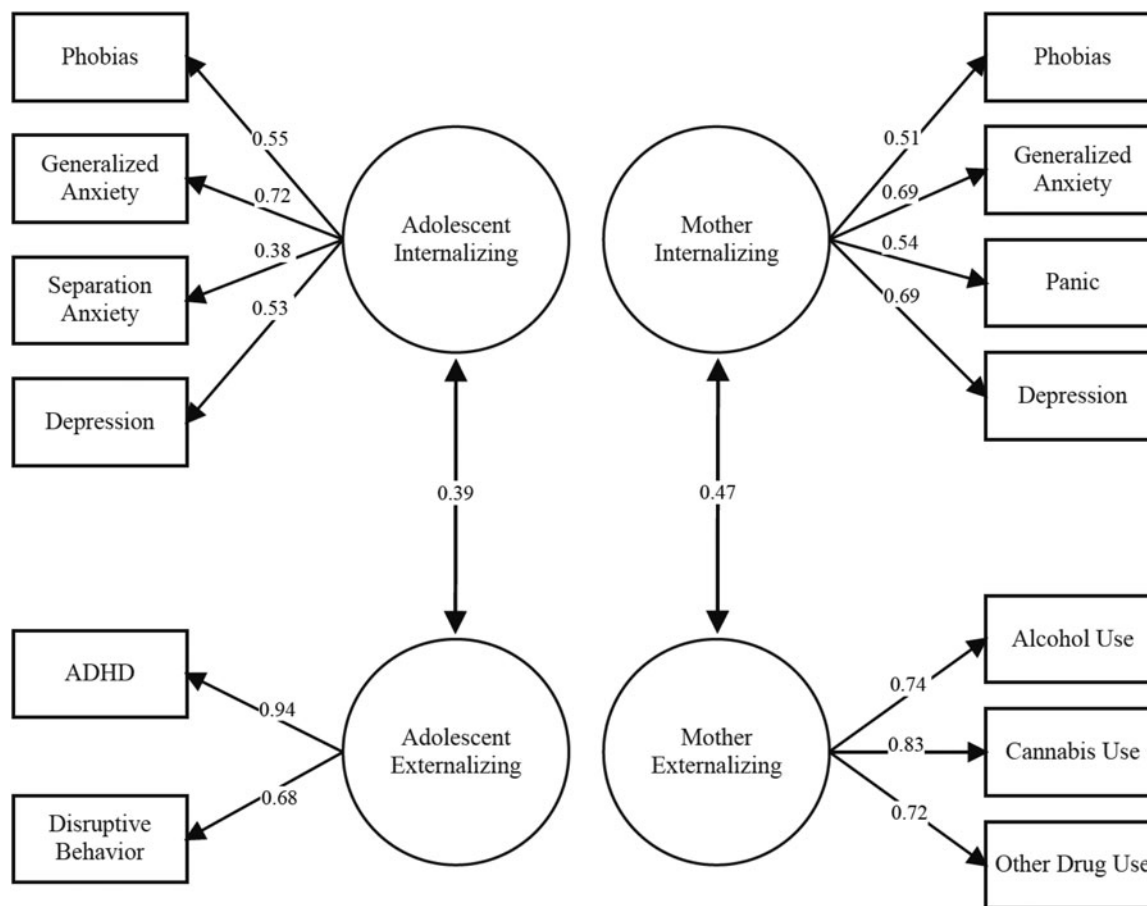 Phobias
0.55
Generalized
Anxiety
0.72
Separation
Anxiety
0.38
Depression
0.53
Adolescent
Internalizing
0.39
ADHD
0.94
Disruptive
Behavior
0.68
Adolescent
Externalizing
Mother
Internalizing
0.47
Mother
Externalizing
Phobias
0.51
Generalized
Anxiety
0.69
Panic
0.54
Depression
0.69
Alcohol Use
0.74
Cannabis Use
0.83
Other Drug Use
0.72